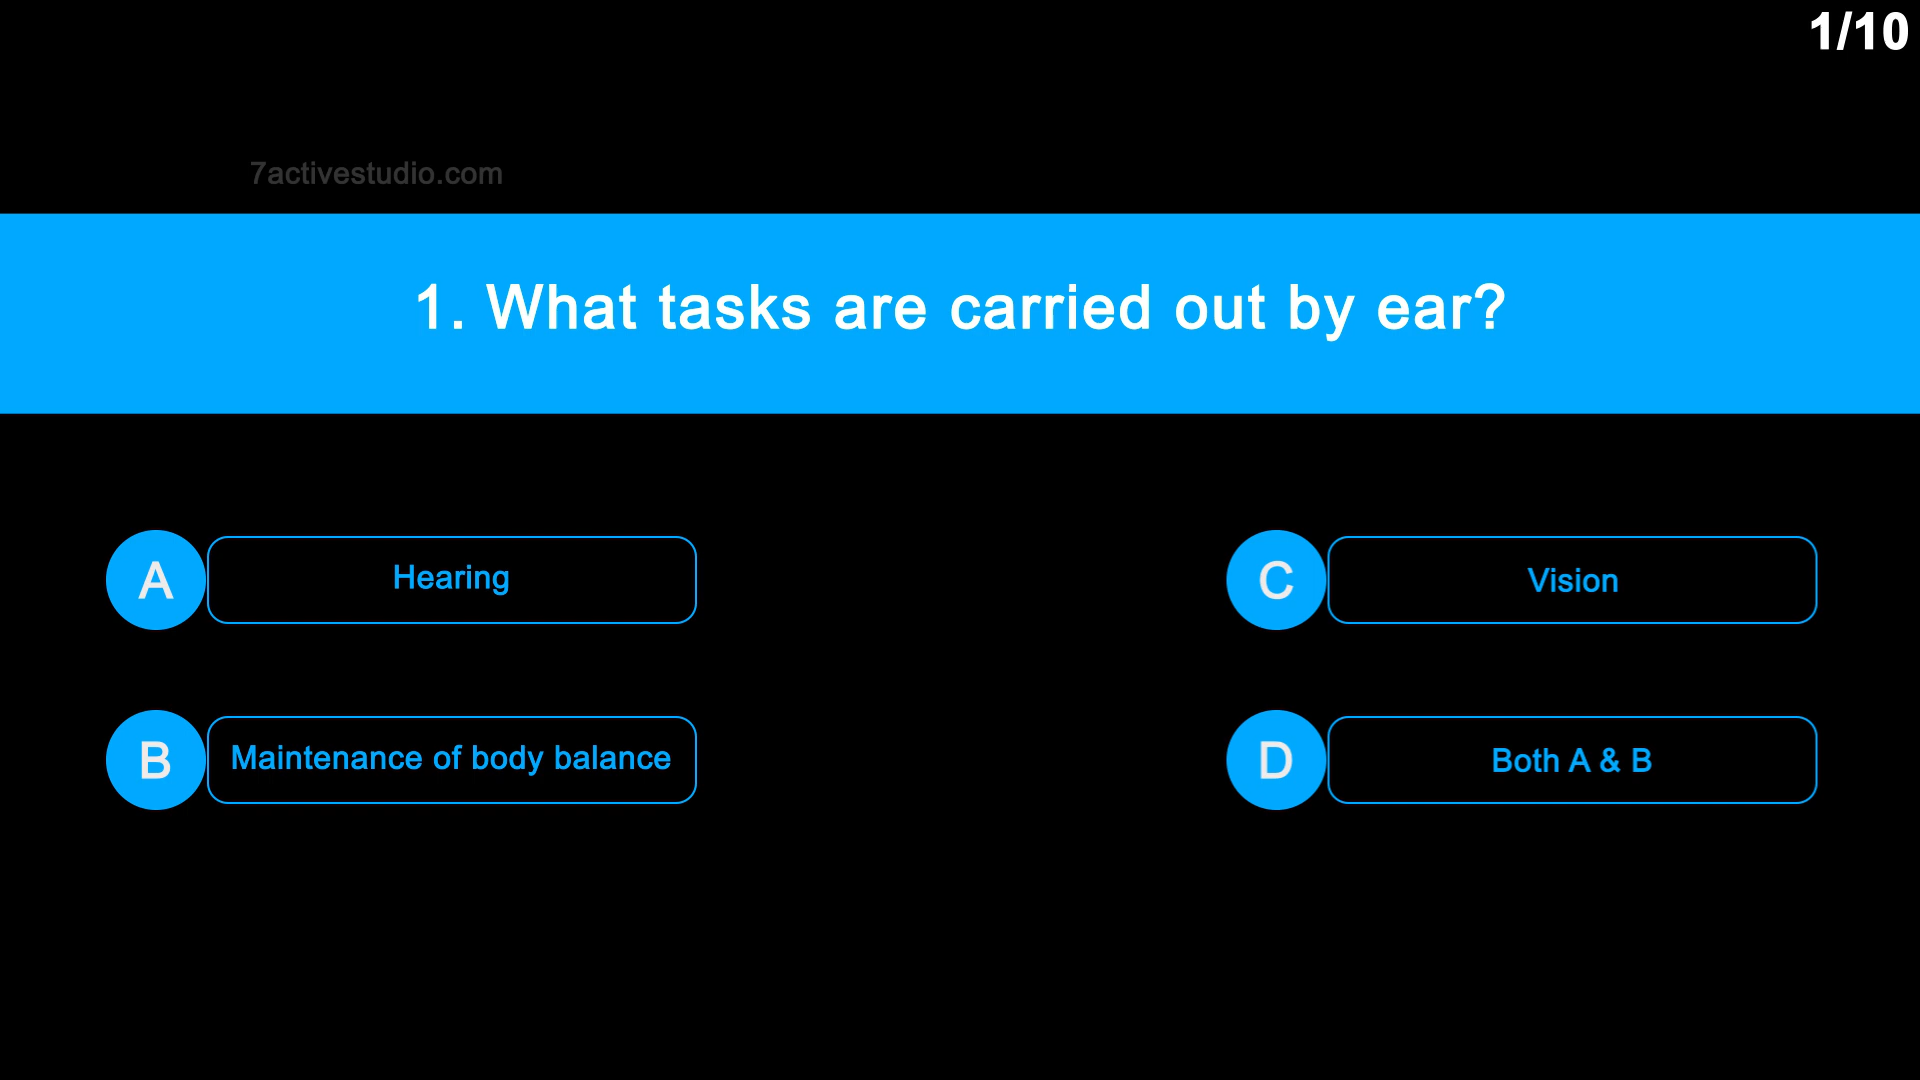 1/10
7activestudio.com
1. What tasks are carried out by ear?
A Hearing
B Maintenance of body balance
C Vision
D Both A & B